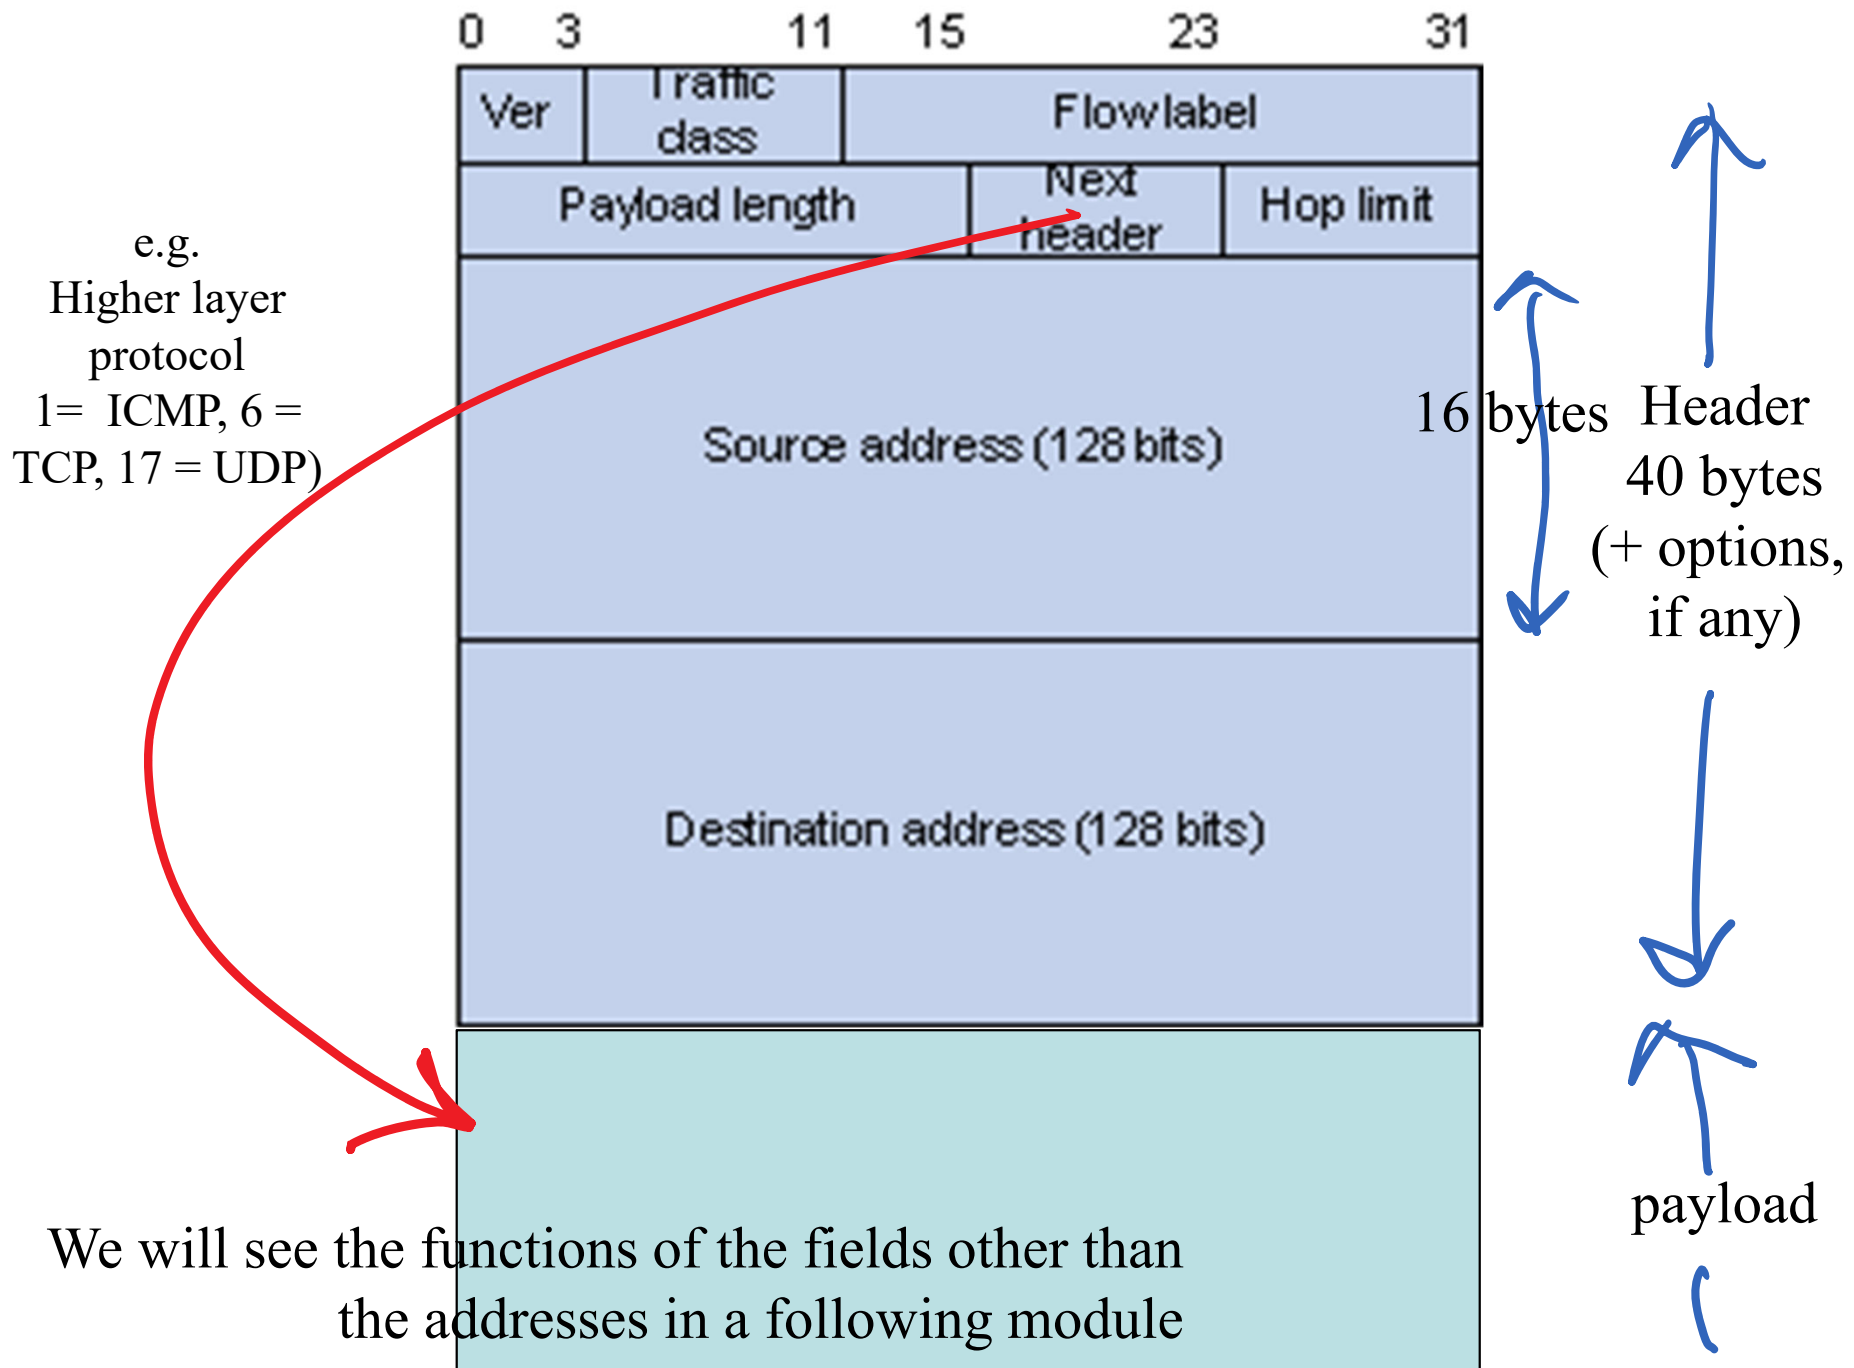 0 3 11 15 23 31
Ver
Traffic
class
Flow label
Payload length
Next
header
Hop limit
e.g.
Higher layer
protocol
1= ICMP, 6 =
TCP, 17 = UDP)
Source address (128 bits)
16 bytes
Header
40 bytes
(+ options,
if any)
Destination address (128 bits)
payload
We will see the functions of the fields other than
the addresses in a following module